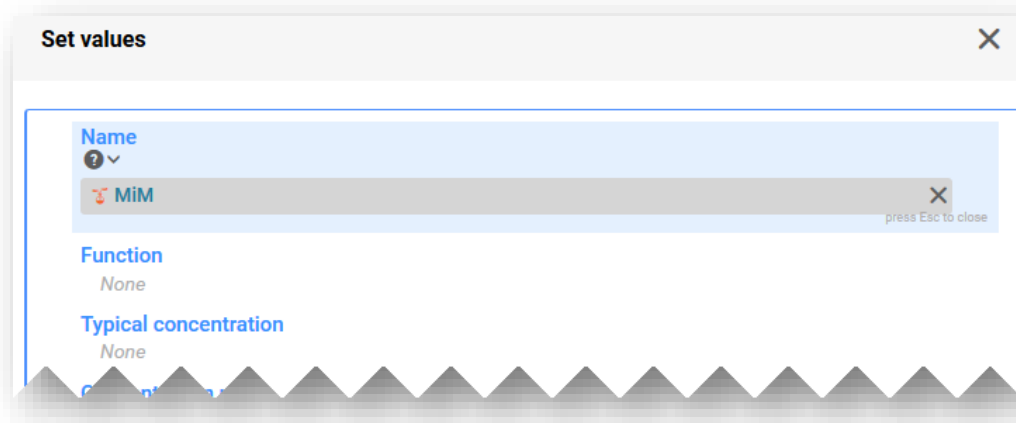 Set values
Name
?
MiM
press Esc to close
Function
None
Typical concentration
None